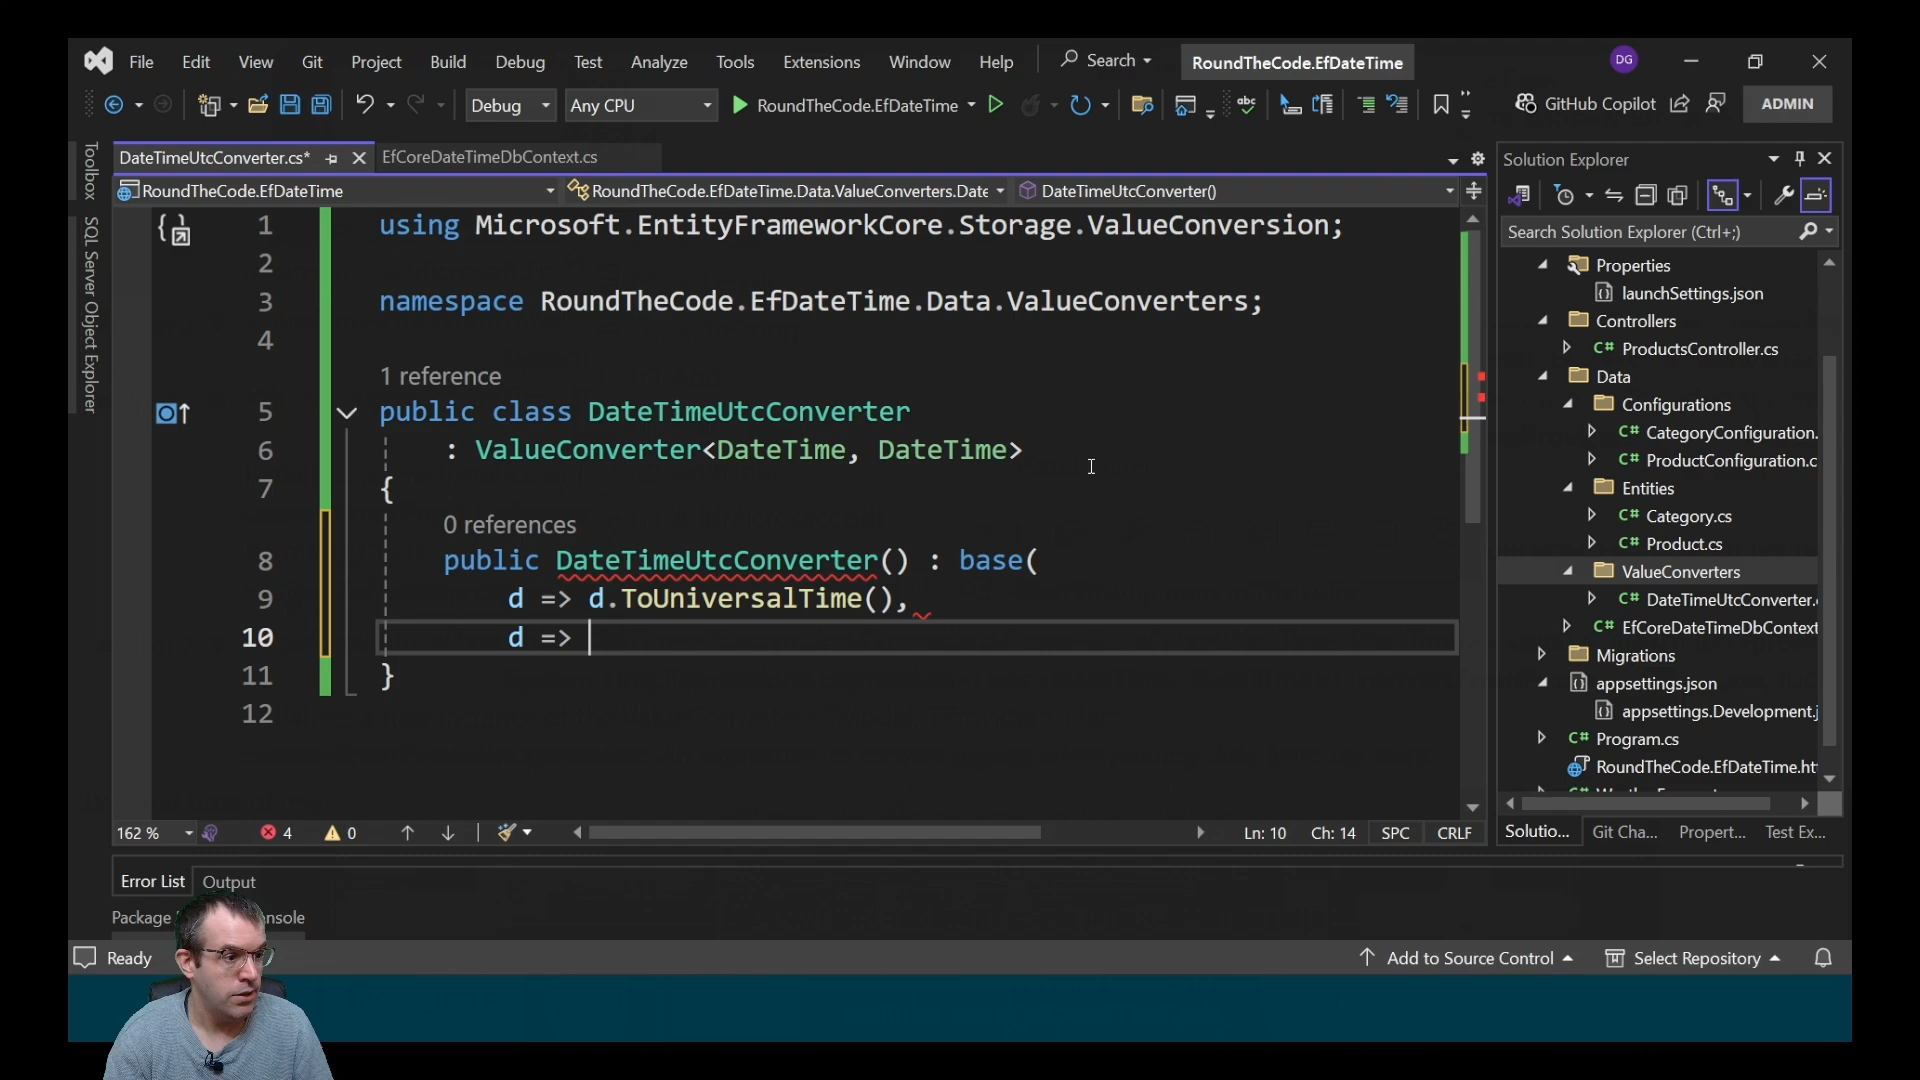 File Edit View Git Project Build Debug Test Analyze Tools Extensions Window Help Search RoundTheCode.EfDateTime DG
Debug Any CPU RoundTheCode.EfDateTime GitHub Copilot ADMIN
Toolbox
SQL Server Object Explorer
DateTimeUtcConverter.cs* EfCoreDateTimeDbContext.cs
RoundTheCode.EfDateTime RoundTheCode.EfDateTime.Data.ValueConverters.Date DateTimeUtcConverter()
1 using Microsoft.EntityFrameworkCore.Storage.ValueConversion;
2
3 namespace RoundTheCode.EfDateTime.Data.ValueConverters;
4
1 reference
5 public class DateTimeUtcConverter
6 : ValueConverter<DateTime, DateTime>
7 {
0 references
8 public DateTimeUtcConverter() : base(
9 d => d.ToUniversalTime(),
10 d =>
11 }
12
162 % 4 0 Ln: 10 Ch: 14 SPC CRLF
Solution Explorer
Search Solution Explorer (Ctrl+;)
Properties
launchSettings.json
Controllers
C# ProductsController.cs
Data
Configurations
C# CategoryConfiguration.
C# ProductConfiguration.c
Entities
C# Category.cs
C# Product.cs
ValueConverters
C# DateTimeUtcConverter.
C# EfCoreDateTimeDbContext
Migrations
appsettings.json
appsettings.Development.j
C# Program.cs
RoundTheCode.EfDateTime.ht
Solutio... Git Cha... Propert... Test Ex...
Error List Output
Package
Ready Add to Source Control Select Repository